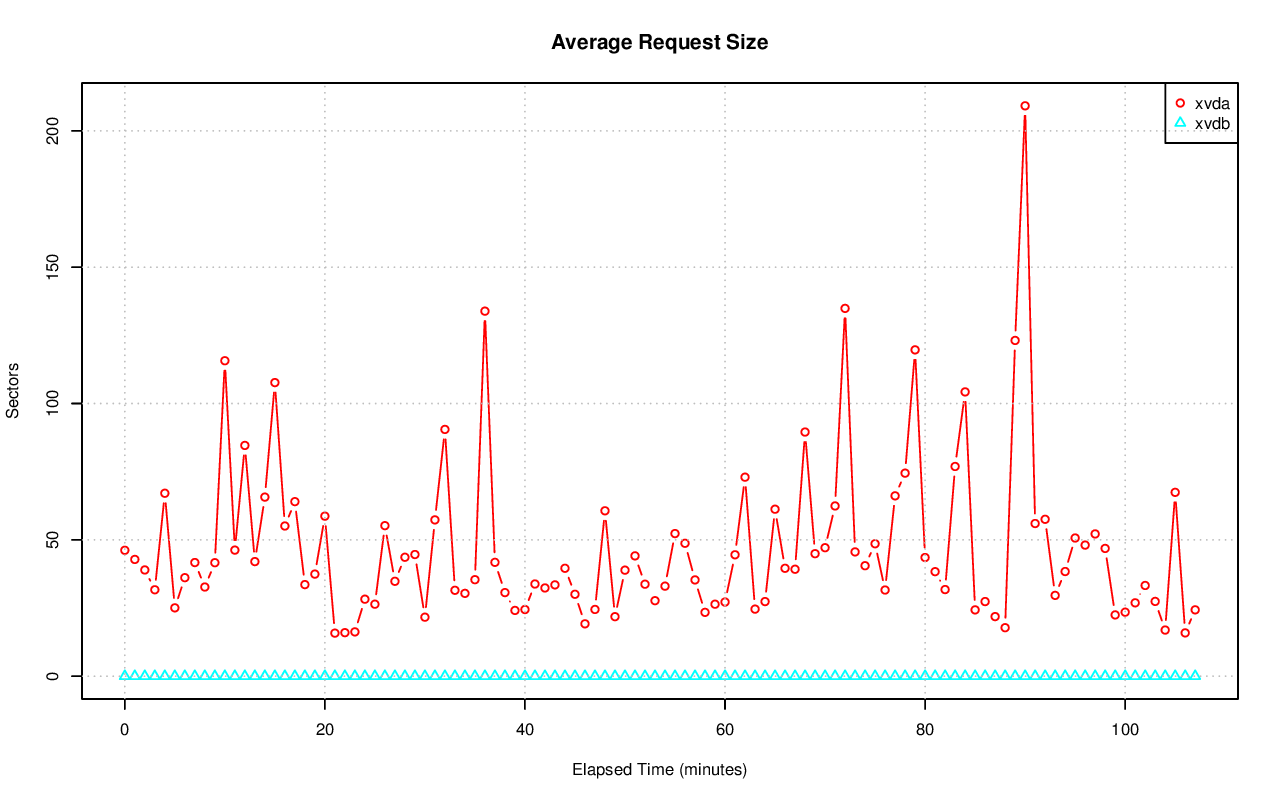 Average Request Size
xvda
xvdb
Sectors
200
150
100
50
0
0 20 40 60 80 100
Elapsed Time (minutes)